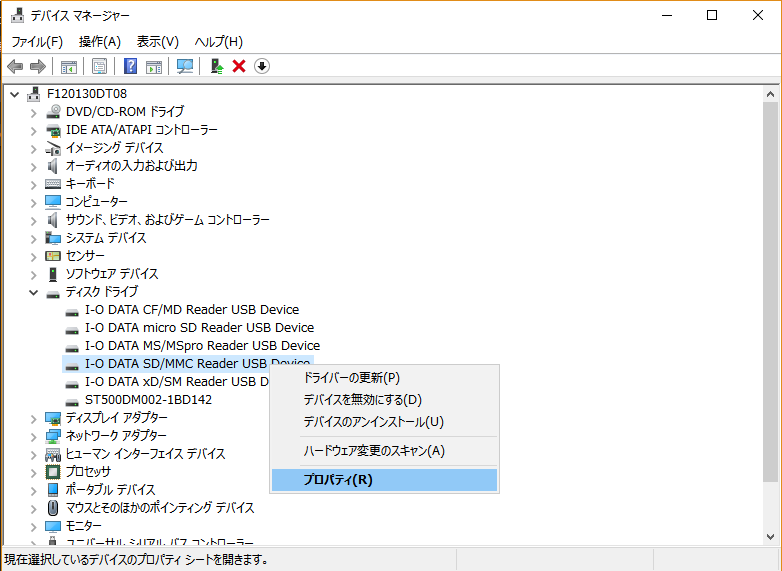 デバイス マネージャー
ファイル(F) 操作(A) 表示(V) ヘルプ(H)
F120130DT08
DVD/CD-ROM ドライブ
IDE ATA/ATAPI コントローラー
イメージング デバイス
オーディオの入力および出力
キーボード
コンピューター
サウンド、ビデオ、およびゲーム コントローラー
システム デバイス
センサー
ソフトウェア デバイス
ディスク ドライブ
I-O DATA CF/MD Reader USB Device
I-O DATA micro SD Reader USB Device
I-O DATA MS/MSpro Reader USB Device
I-O DATA SD/MMC Reader USB Device
I-O DATA xD/SM Reader USB D
ST500DM002-1BD142
ディスプレイ アダプター
ネットワーク アダプター
ヒューマン インターフェイス デバイス
プロセッサ
ポータブル デバイス
マウスとそのほかのポインティング デバイス
モニター
ユニバーサル シリアル バス コントローラー
ドライバーの更新(P)
デバイスを無効にする(D)
デバイスのアンインストール(U)
ハードウェア変更のスキャン(A)
プロパティ(R)
現在選択しているデバイスのプロパティ シートを開きます。